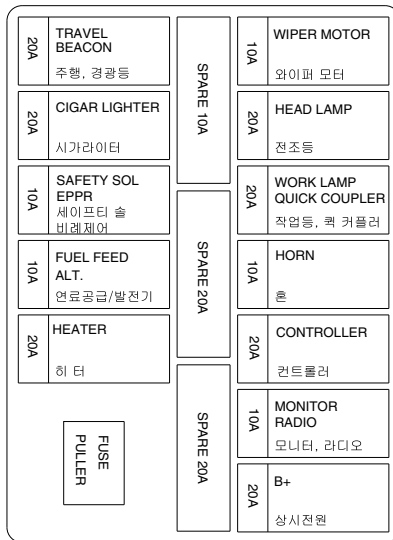 20A
TRAVEL
BEACON
주행, 경광등
20A
CIGAR LIGHTER
시가라이터
10A
SAFETY SOL
EPPR
세이프티 솔
비례제어
10A
FUEL FEED
ALT.
연료공급/발전기
20A
HEATER
히 터
FUSE
PULLER
SPARE 10A
SPARE 20A
SPARE 20A
10A
WIPER MOTOR
와이퍼 모터
20A
HEAD LAMP
전조등
20A
WORK LAMP
QUICK COUPLER
작업등, 퀵 커플러
10A
HORN
혼
20A
CONTROLLER
컨트롤러
10A
MONITOR
RADIO
모니터, 라디오
20A
B+
상시전원